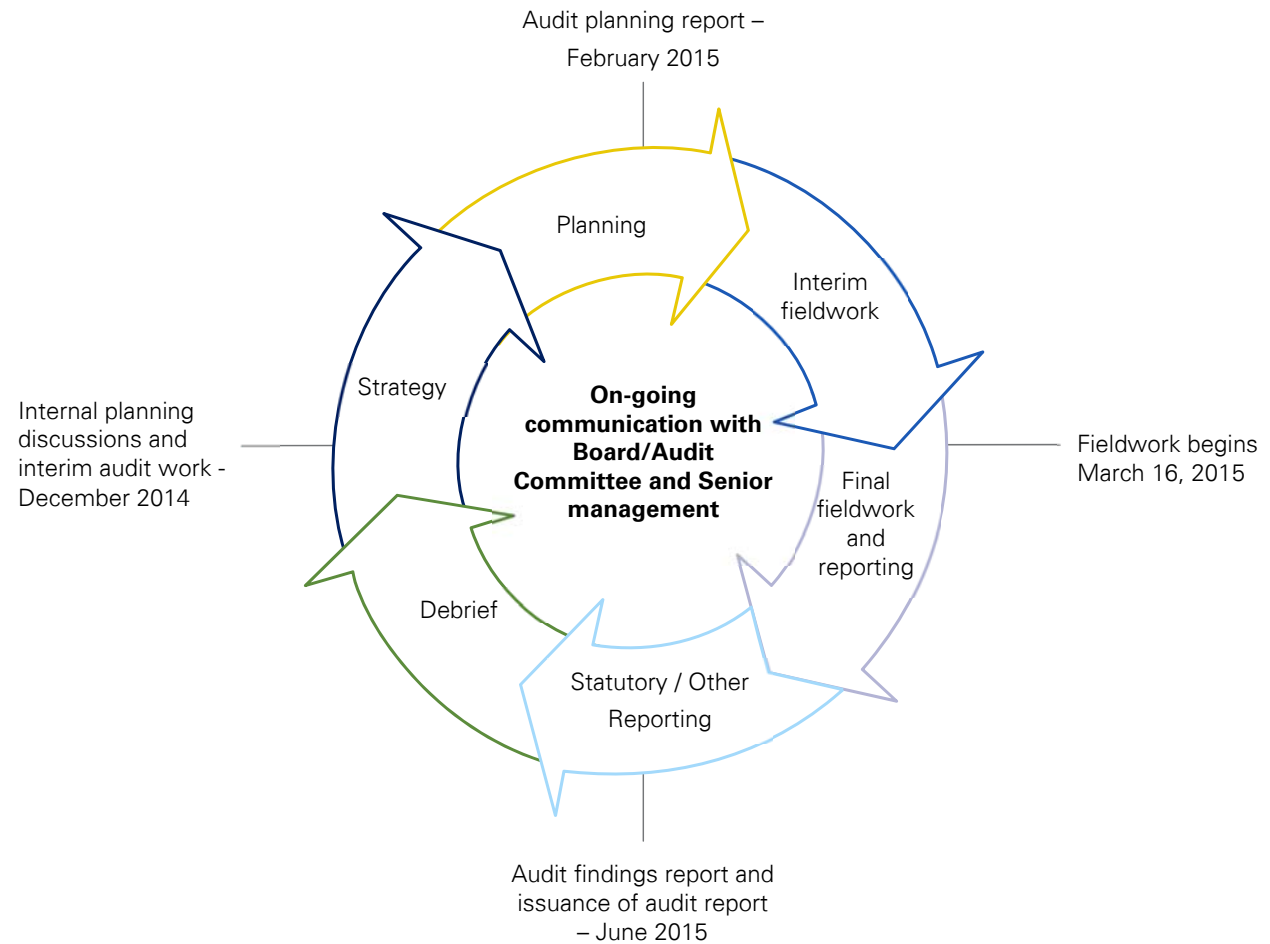 Audit planning report –
February 2015
Planning
Interim
fieldwork
Strategy
On-going
communication with
Board/Audit
Committee and Senior
management
Internal planning
discussions and
interim audit work -
December 2014
Fieldwork begins
March 16, 2015
Final
fieldwork
and
reporting
Debrief
Statutory / Other
Reporting
Audit findings report and
issuance of audit report
– June 2015